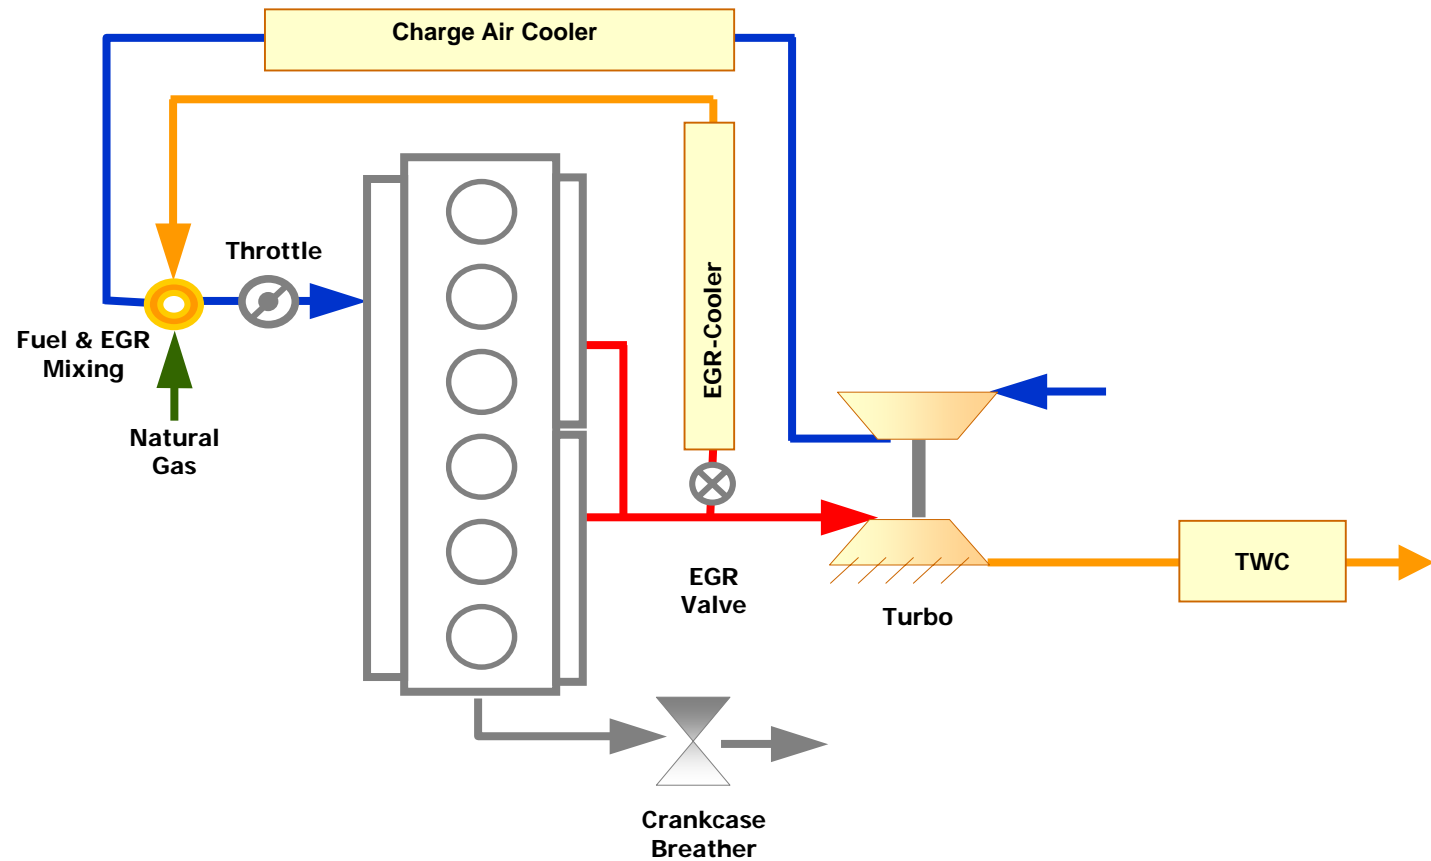 Charge Air Cooler
Throttle
Fuel & EGR
Mixing
Natural
Gas
EGR-Cooler
EGR
Valve
Turbo
TWC
Crankcase
Breather